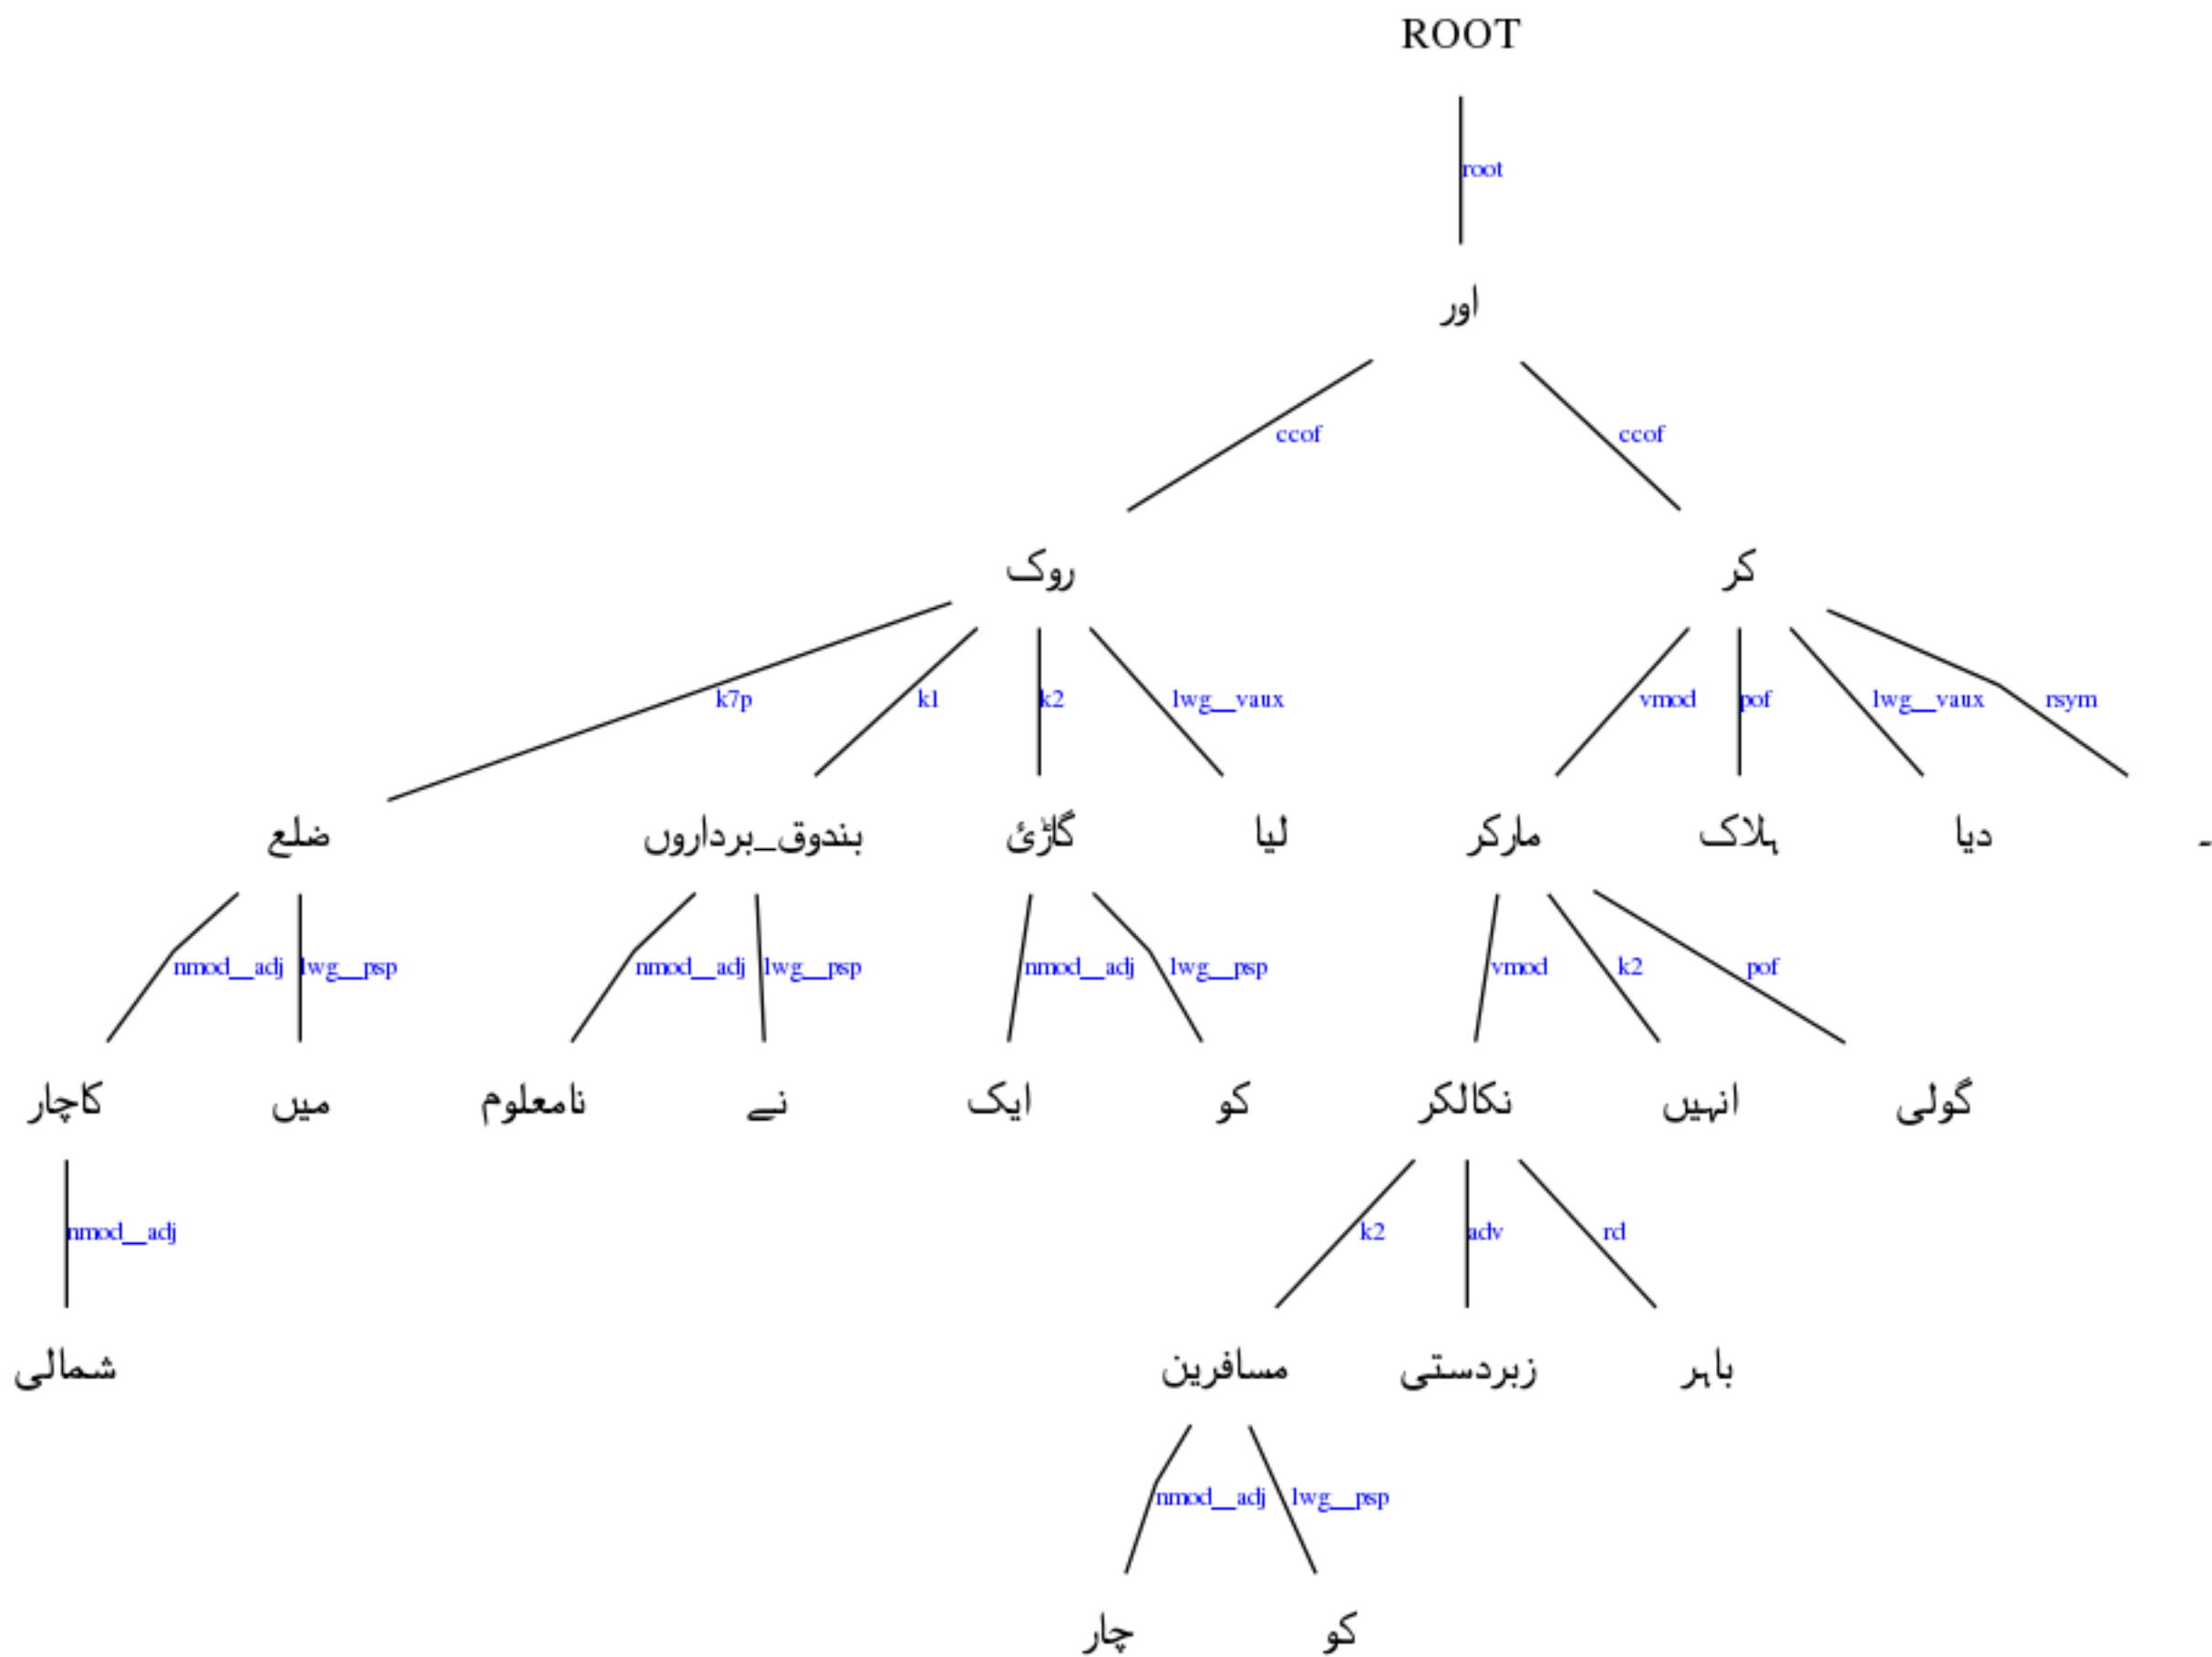 ROOT
root
اور
ccof ccof
روک کر
k7p k1 k2 lwg__vaux vmod pof lwg__vaux rsym
ضلع بندوق_برداروں گاڑئ لیا مارکر ہلاک دیا ۔
nmod__adj lwg__psp nmod__adj lwg__psp nmod__adj lwg__psp vmod k2 pof
کاچار میں نامعلوم نے ایک کو نکالکر انہیں گولی
nmod__adj k2 adv rd
شمالی مسافرین زبردستی باہر
nmod__adj lwg__psp
چار کو